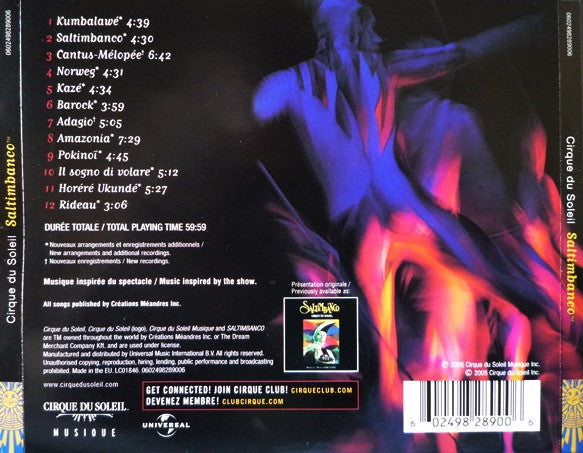 0602498289006
Cirque du Soleil Saltimbanco™
1 Kumbalawé* 4:39
2 Saltimbanco* 4:30
3 Cantus-Mélopée† 6:42
4 Norweg* 4:31
5 Kazé* 4:34
6 Barock* 3:59
7 Adagio† 5:05
8 Amazonia* 7:29
9 Pokinoï* 4:45
10 Il sogno di volare* 5:12
11 Horéré Ukundé* 5:27
12 Rideau* 3:06
DURÉE TOTALE / TOTAL PLAYING TIME 59:59
* Nouveaux arrangements et enregistrements additionnels /
New arrangements and additional recordings.
† Nouveaux enregistrements / New recordings.
Musique inspirée du spectacle / Music inspired by the show.
All songs published by Créations Méandres Inc.
Présentation originale /
Previously available as:
SALTIMBANCO
CIRQUE DU SOLEIL
Cirque du Soleil, Cirque du Soleil (logo), Cirque du Soleil Musique and SALTIMBANCO
are TM owned throughout the world by Créations Méandres Inc. or The Dream
Merchant Company Kft. and are used under license.
Manufactured and distributed by Universal Music International B.V. All rights reserved.
Unauthorised copying, reproduction, hiring, lending, public performance and broadcasting
prohibited. Made in the EU. LC01846. 0602498289006
www.cirquedusoleil.com
GET CONNECTED! JOIN CIRQUE CLUB! CIRQUECLUB.COM
DEVENEZ MEMBRE! CLUBCIRQUE.COM
CIRQUE DU SOLEIL
MUSIQUE
UNIVERSAL
℗ 2005 Cirque du Soleil Musique Inc.
© 2005 Cirque du Soleil Inc.
6 02498 28900 6
0602498289006
Cirque du Soleil Saltimbanco™